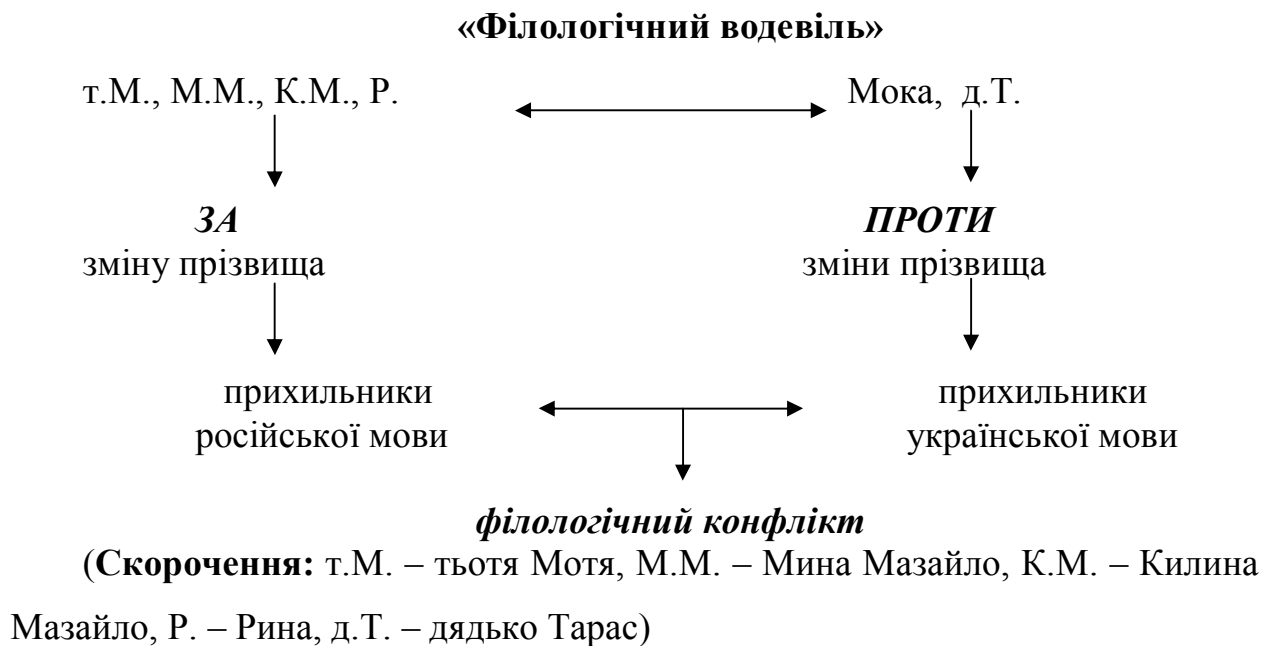 «Філологічний водевіль»
т.М., М.М., К.М., Р. Мока, д.Т.
ЗА ПРОТИ
зміну прізвища зміни прізвища
прихильники прихильники
російської мови української мови
філологічний конфлікт
(Скорочення: т.М. – тьотя Мотя, М.М. – Мина Мазайло, К.М. – Килина
Мазайло, Р. – Рина, д.Т. – дядько Тарас)